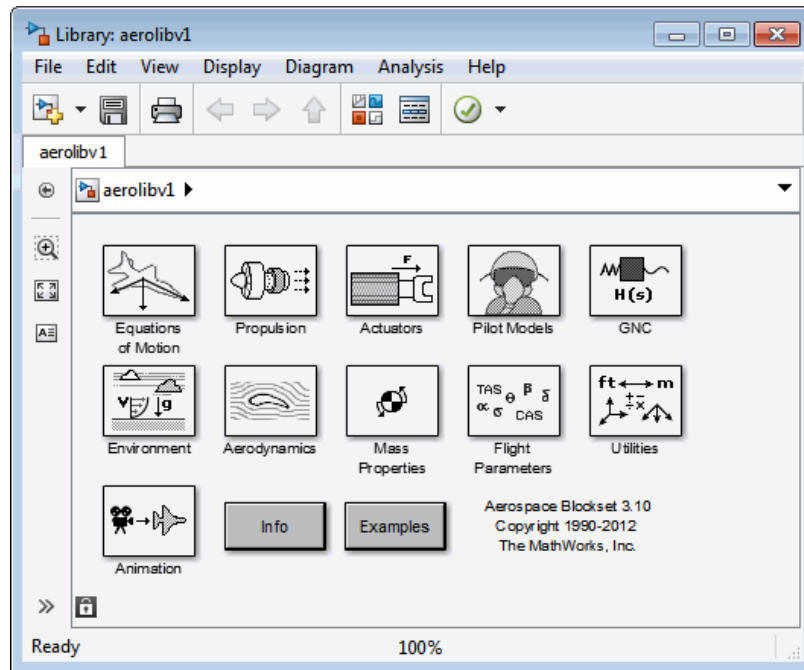 Library: aerolibv1
File Edit View Display Diagram Analysis Help
aerolibv1
aerolibv1
F
H(s)
Equations
of Motion
Propulsion
Actuators
Pilot Models
GNC
V g
TAS θ β δ
α σ CAS
ft m
+ −
÷ x
Environment
Aerodynamics
Mass
Properties
Flight
Parameters
Utilities
Info
Examples
Aerospace Blockset 3.10
Copyright 1990-2012
The MathWorks, Inc.
Animation
Ready 100%